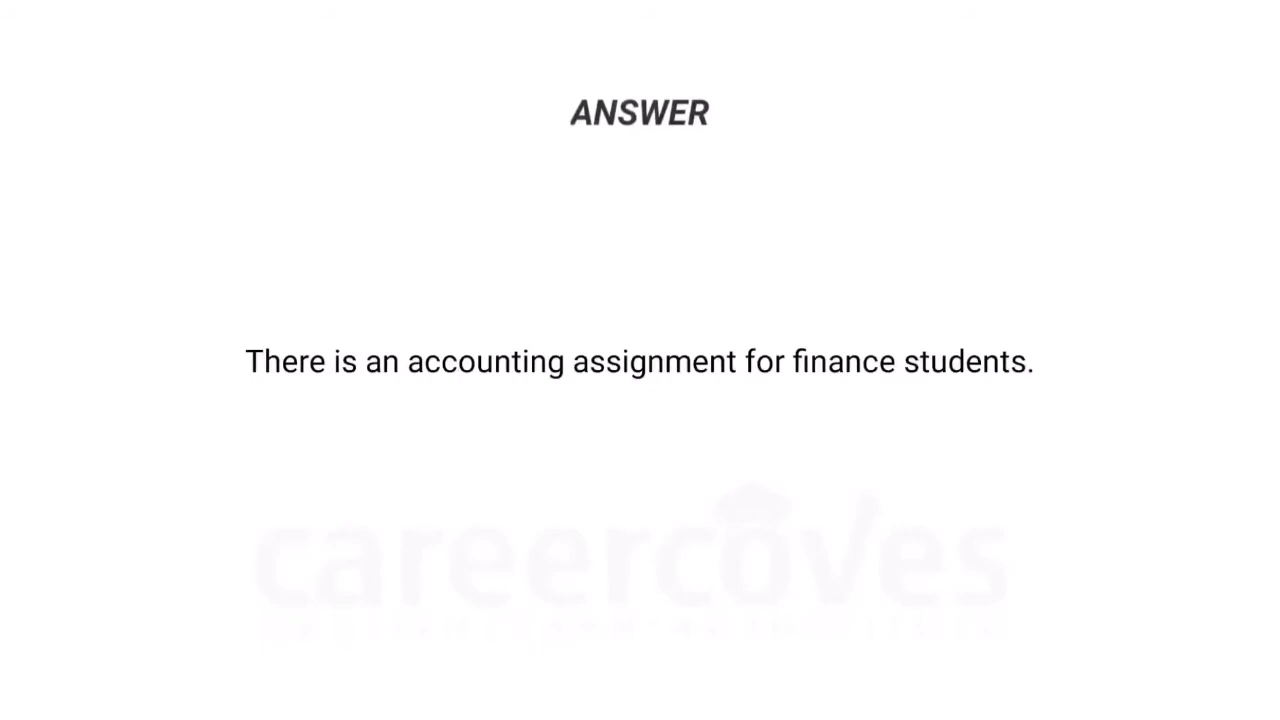 ANSWER
There is an accounting assignment for finance students.
careercoves